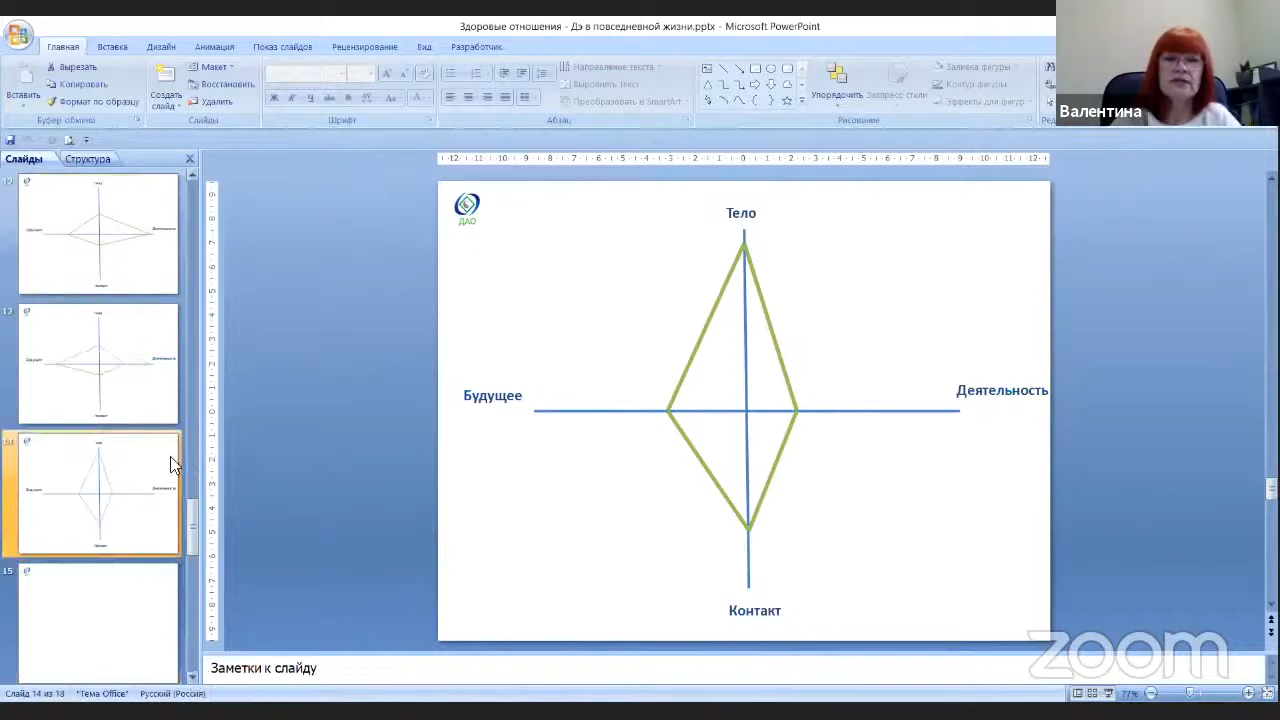 Здоровые отношения - Дэ в повседневной жизни.pptx - Microsoft PowerPoint
Главная Вставка Дизайн Анимация Показ слайдов Рецензирование Вид Разработчик
Вырезать
Копировать
Формат по образцу
Вставить
Буфер обмена
Создать слайд
Макет
Восстановить
Удалить
Слайды
Шрифт
Направление текста
Выровнять текст
Преобразовать в SmartArt
Абзац
Упорядочить
Экспресс-стили
Заливка фигуры
Контур фигуры
Эффекты для фигур
Рисование
Валентина
Слайды Структура
ДАО
Тело
Будущее
Деятельность
Контакт
15
Заметки к слайду
zoom
Слайд 14 из 18 "Тема Office" Русский (Россия) 77%